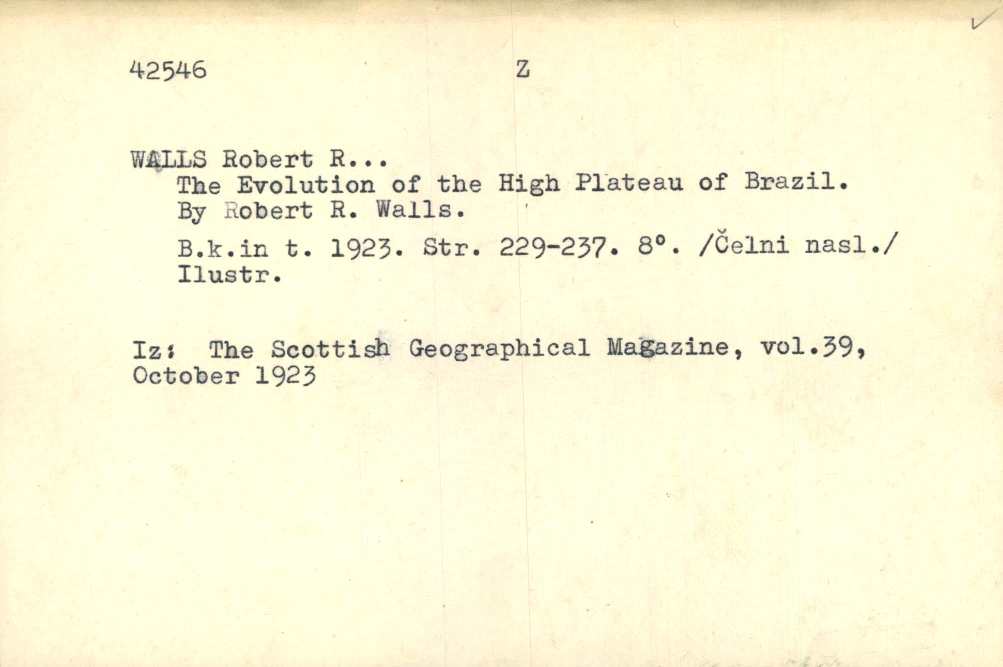 42546 Z
WALLS Robert R...
The Evolution of the High Plateau of Brazil.
By Robert R. Walls.
B.k.in t. 1923. Str. 229-237. 8°. /Čelni nasl./
Ilustr.
Iz: The Scottish Geographical Magazine, vol.39,
October 1923